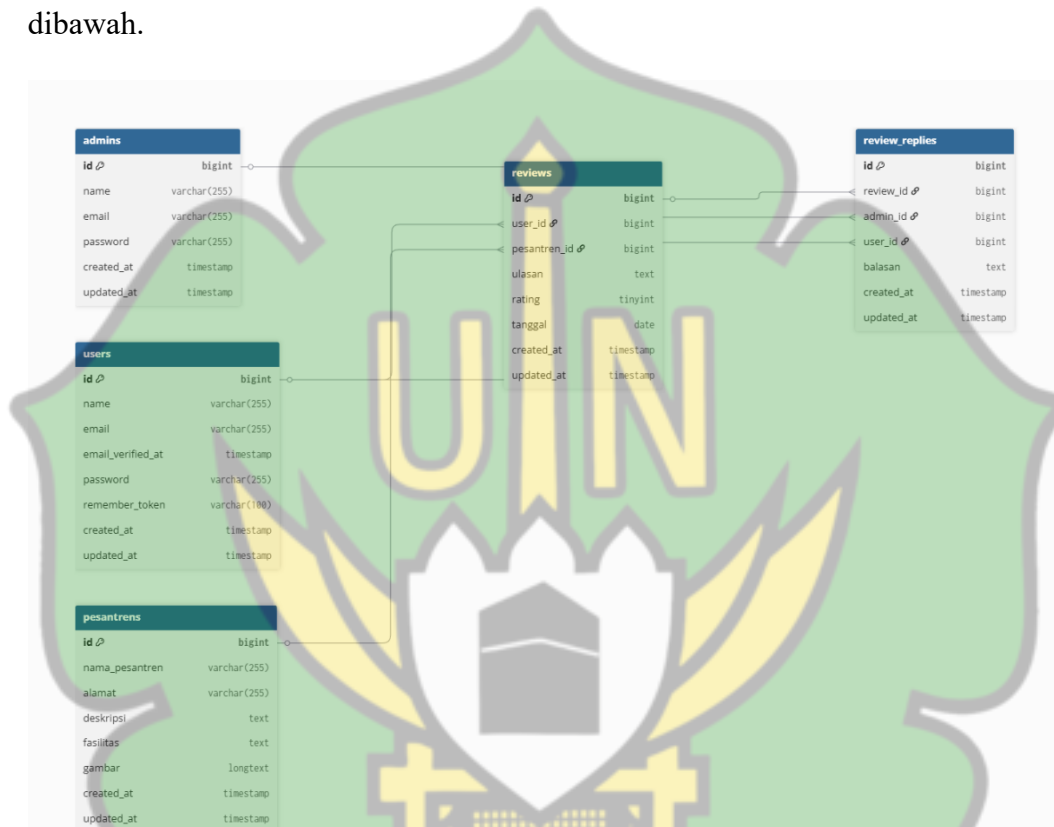 dibawah.
admins
id bigint
name varchar(255)
email varchar(255)
password varchar(255)
created_at timestamp
updated_at timestamp
users
id bigint
name varchar(255)
email varchar(255)
email_verified_at timestamp
password varchar(255)
remember_token varchar(100)
created_at timestamp
updated_at timestamp
pesantrens
id bigint
nama_pesantren varchar(255)
alamat varchar(255)
deskripsi text
fasilitas text
gambar longtext
created_at timestamp
updated_at timestamp
reviews
id bigint
user_id bigint
pesantren_id bigint
ulasan text
rating tinyint
tanggal date
created_at timestamp
updated_at timestamp
review_replies
id bigint
review_id bigint
admin_id bigint
user_id bigint
balasan text
created_at timestamp
updated_at timestamp
UIN